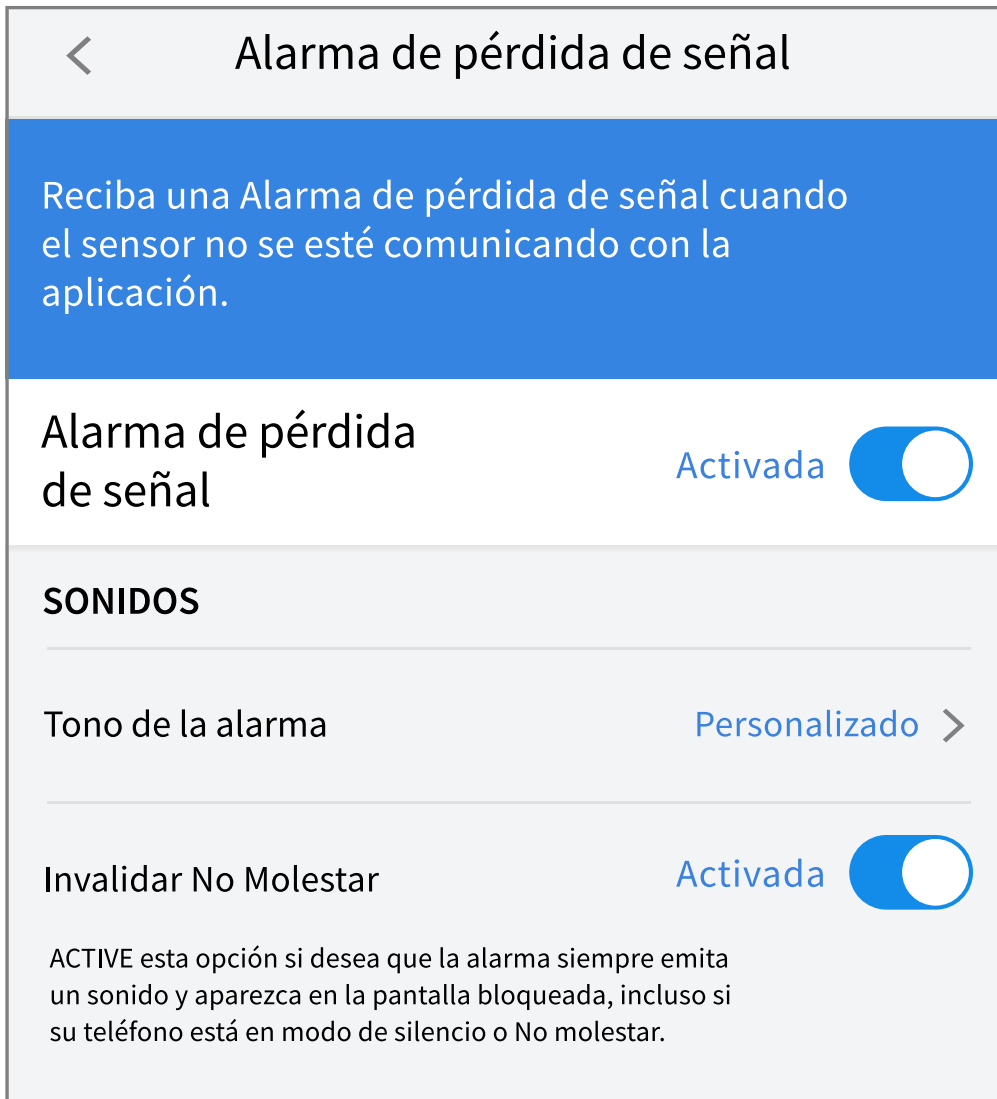 Alarma de pérdida de señal
Reciba una Alarma de pérdida de señal cuando
el sensor no se esté comunicando con la
aplicación.
Alarma de pérdida
de señal
Activada
SONIDOS
Tono de la alarma
Personalizado
Invalidar No Molestar
Activada
ACTIVE esta opción si desea que la alarma siempre emita
un sonido y aparezca en la pantalla bloqueada, incluso si
su teléfono está en modo de silencio o No molestar.